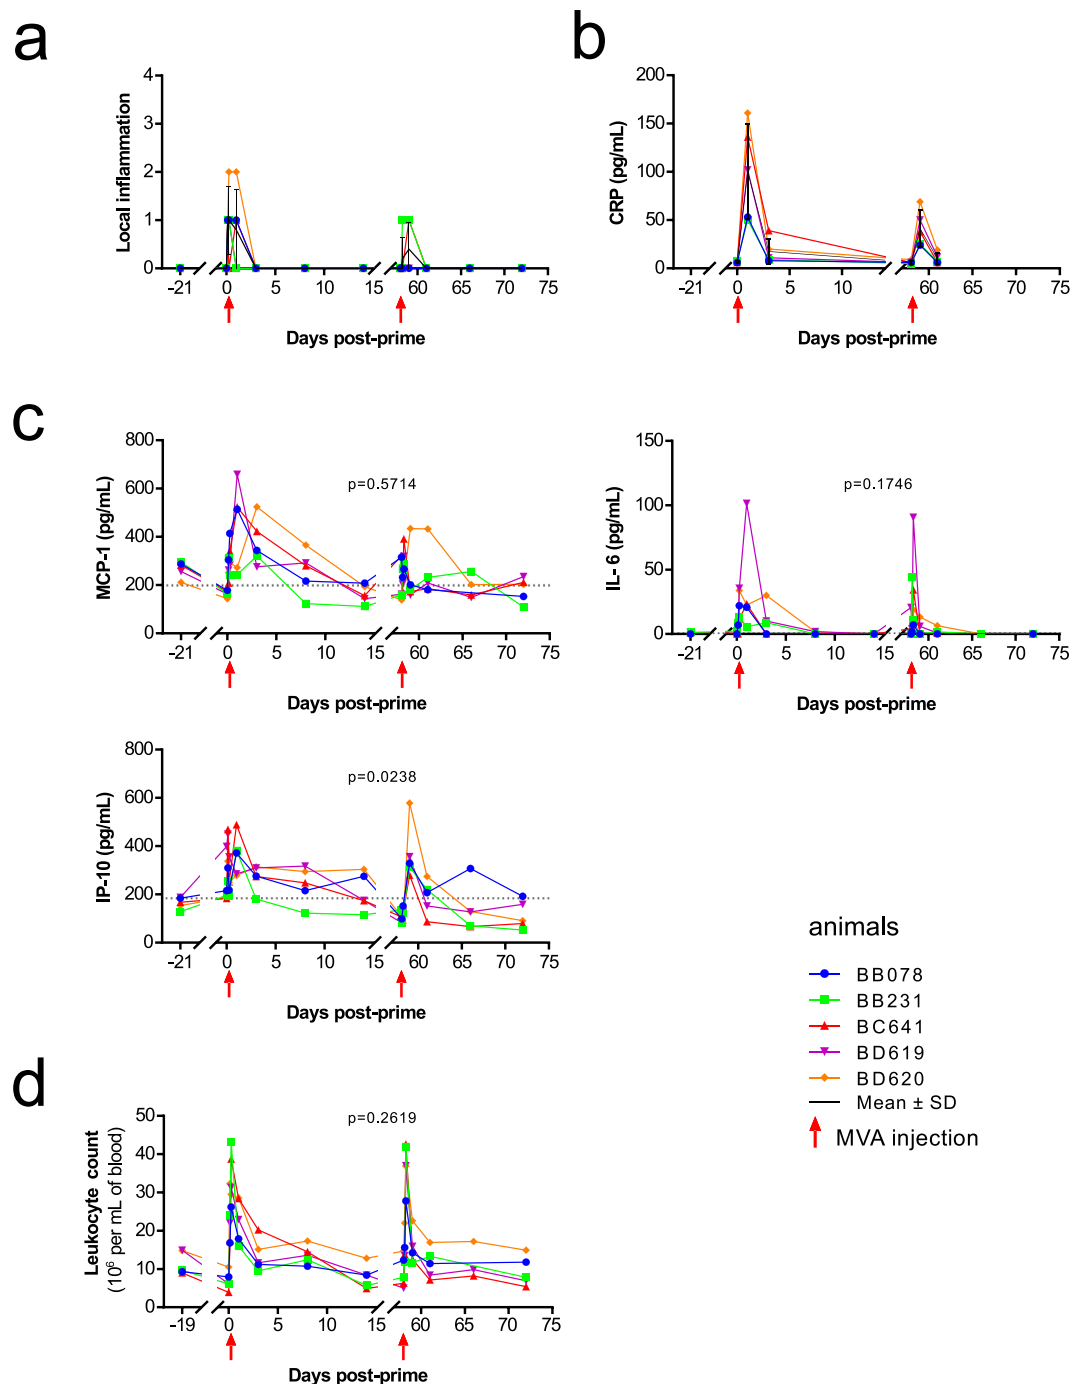 a
b
4
3
2
1
0
Local inflammation
-21
0
5
10
15
60
65
70
75
Days post-prime
200
150
100
50
0
CRP (pg/mL)
-21
0
5
10
15
60
65
70
75
Days post-prime
c
800
600
400
200
0
MCP-1 (pg/mL)
p=0.5714
-21
0
5
10
15
60
65
70
75
Days post-prime
150
100
50
0
IL-6 (pg/mL)
p=0.1746
-21
0
5
10
15
60
65
70
75
Days post-prime
800
600
400
200
0
IP-10 (pg/mL)
p=0.0238
-21
0
5
10
15
60
65
70
75
Days post-prime
animals
BB078
BB231
BC641
BD619
BD620
Mean ± SD
MVA injection
d
50
40
30
20
10
0
Leukocyte count
(10⁶ per mL of blood)
p=0.2619
-19
0
5
10
15
60
65
70
75
Days post-prime